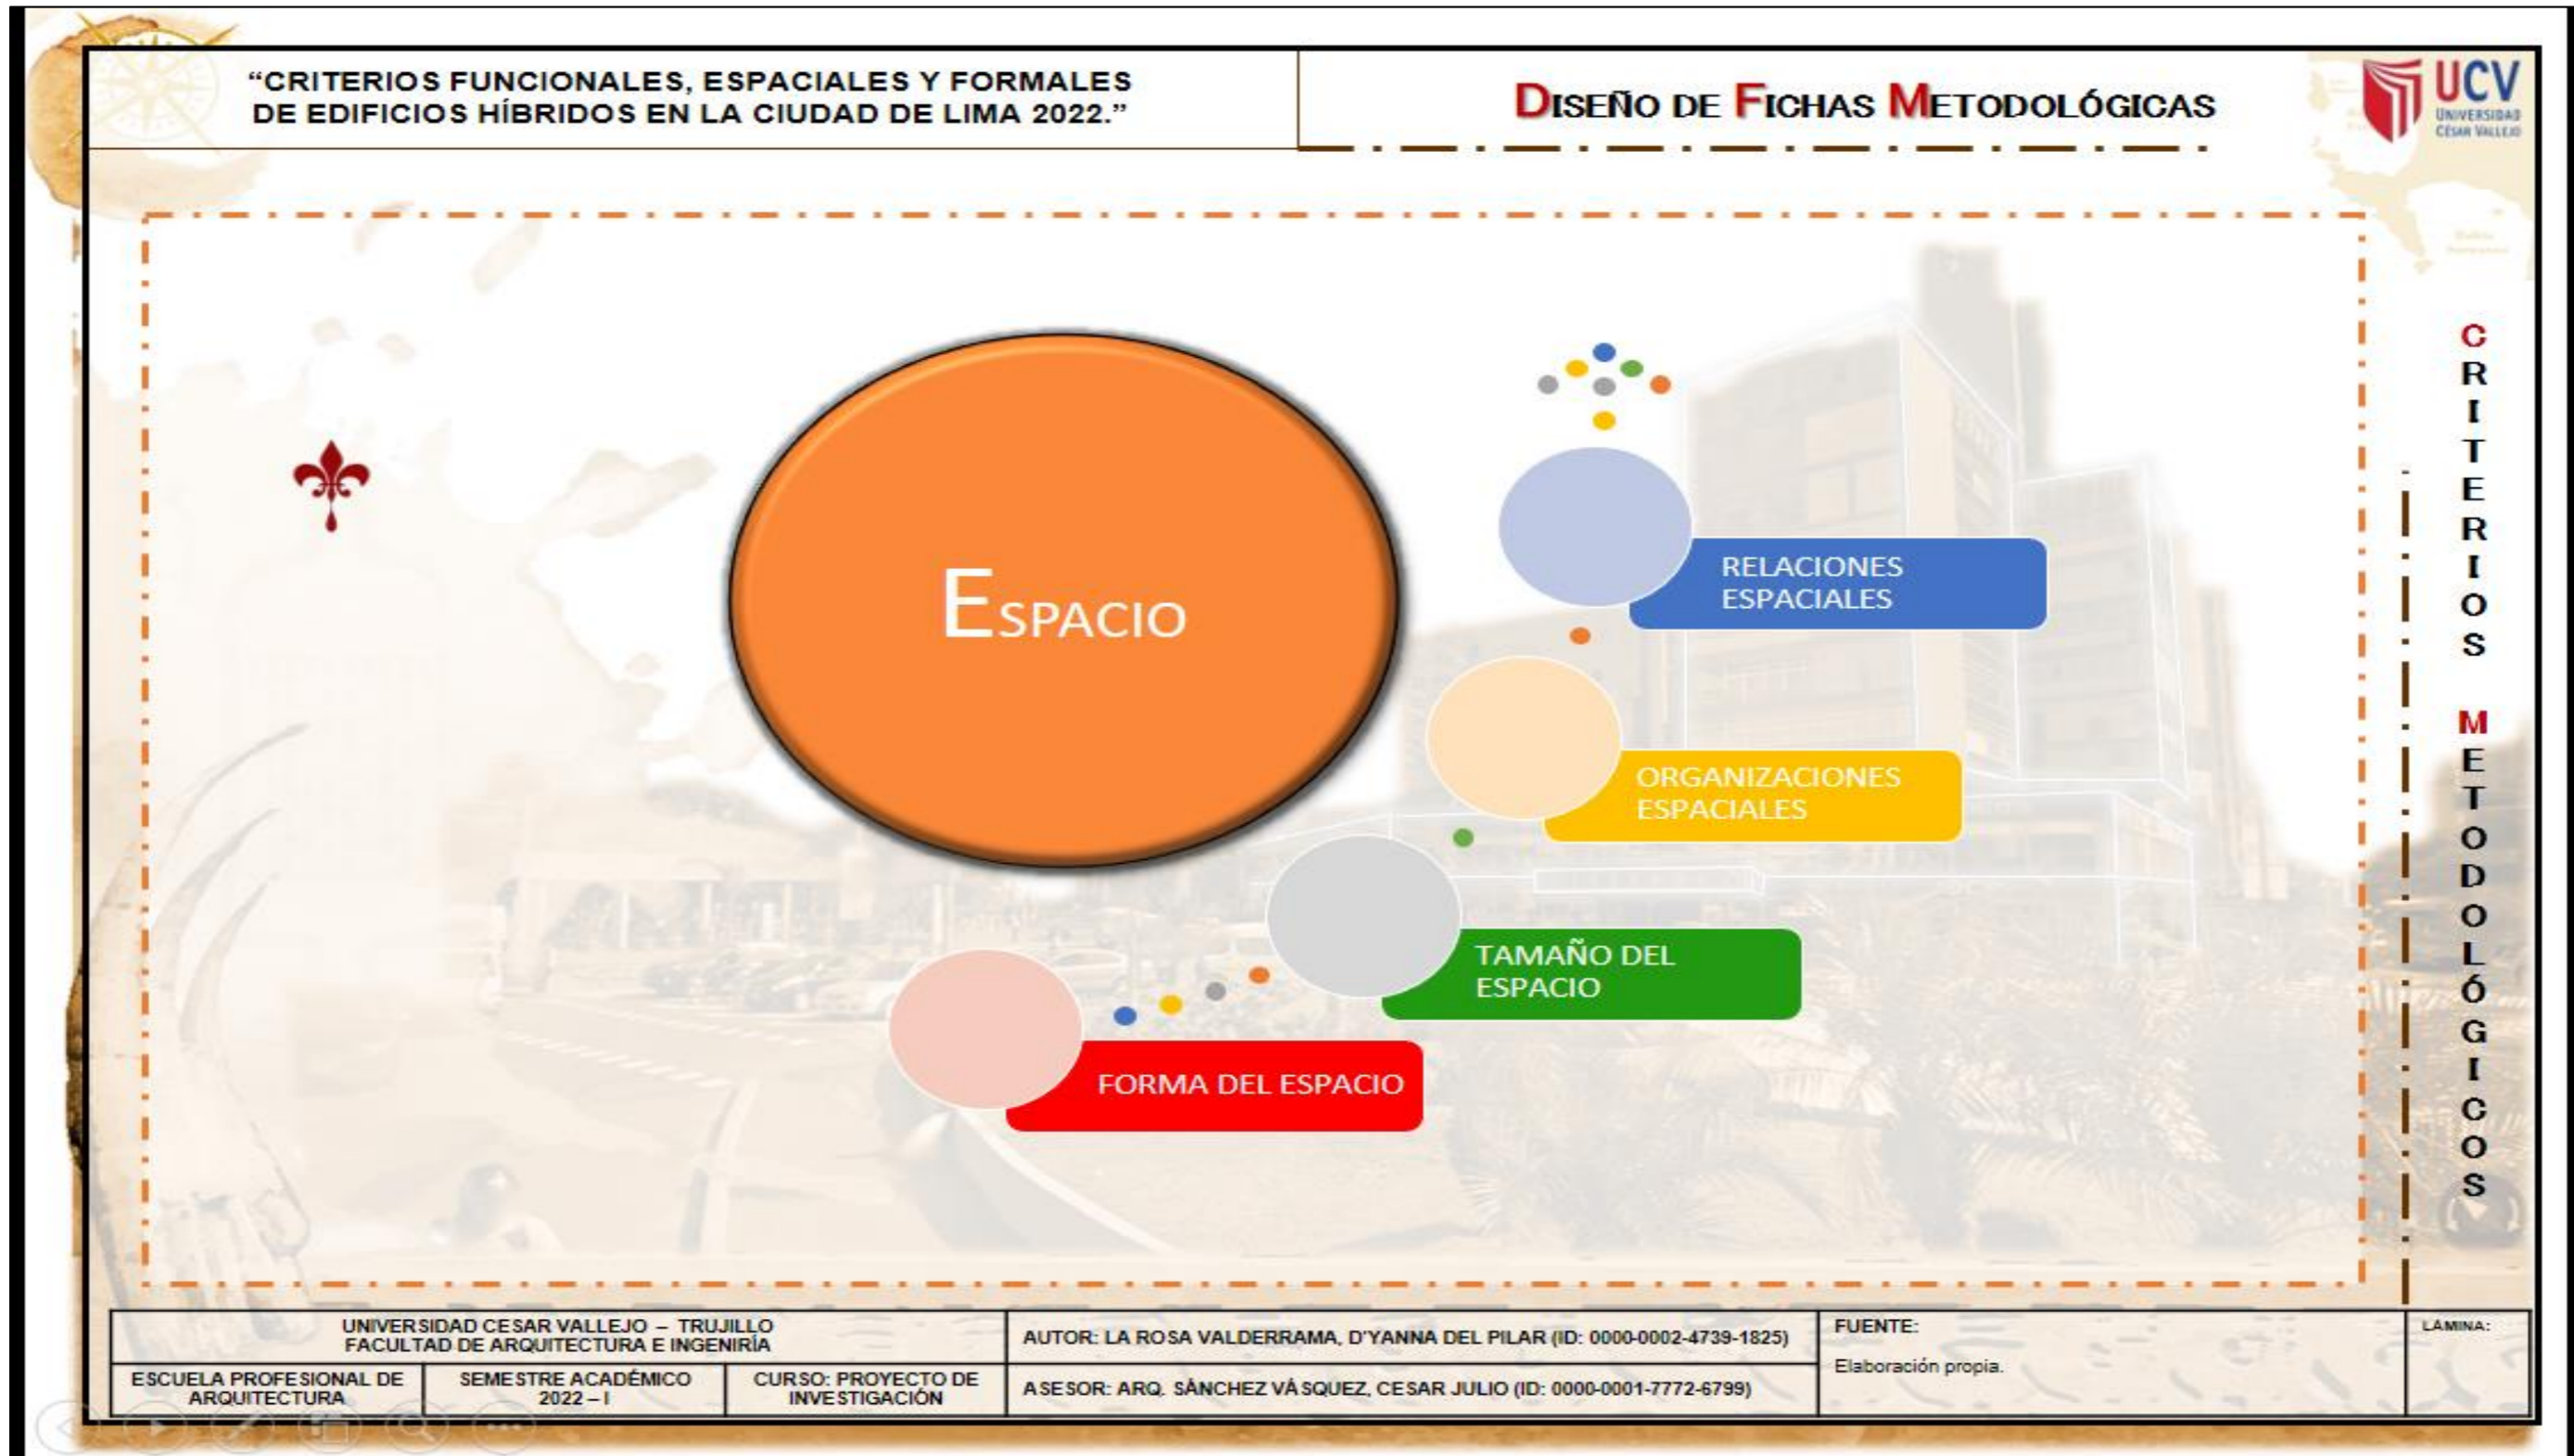 “CRITERIOS FUNCIONALES, ESPACIALES Y FORMALES
DE EDIFICIOS HÍBRIDOS EN LA CIUDAD DE LIMA 2022.”
DISEÑO DE FICHAS METODOLÓGICAS
UCV
UNIVERSIDAD
CÉSAR VALLEJO
ESPACIO
RELACIONES
ESPACIALES
ORGANIZACIONES
ESPACIALES
TAMAÑO DEL
ESPACIO
FORMA DEL ESPACIO
CRITERIOS METODOLÓGICOS
UNIVERSIDAD CESAR VALLEJO – TRUJILLO
FACULTAD DE ARQUITECTURA E INGENIRÍA
ESCUELA PROFESIONAL DE
ARQUITECTURA
SEMESTRE ACADÉMICO
2022 – I
CURSO: PROYECTO DE
INVESTIGACIÓN
AUTOR: LA ROSA VALDERRAMA, D'YANNA DEL PILAR (ID: 0000-0002-4739-1825)
ASESOR: ARQ. SÁNCHEZ VÁSQUEZ, CESAR JULIO (ID: 0000-0001-7772-6799)
FUENTE:
Elaboración propia.
LÁMINA: